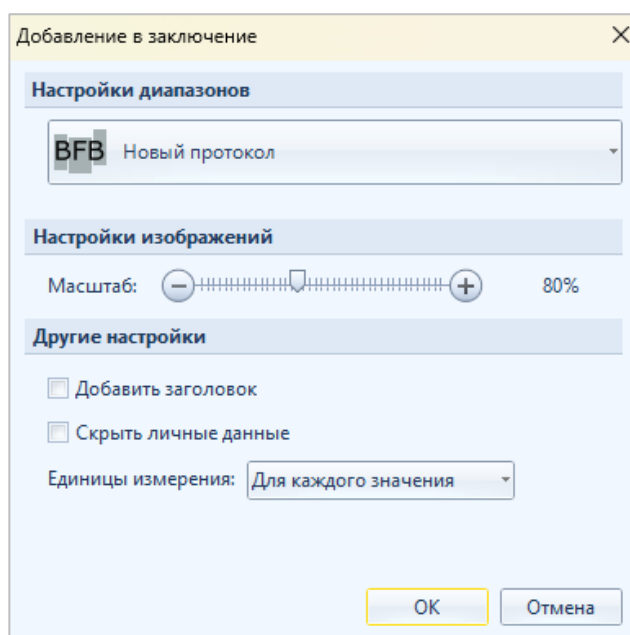 Добавление в заключение
Настройки диапазонов
BFB Новый протокол
Настройки изображений
Масштаб: 80%
Другие настройки
Добавить заголовок
Скрыть личные данные
Единицы измерения: Для каждого значения
OK Отмена